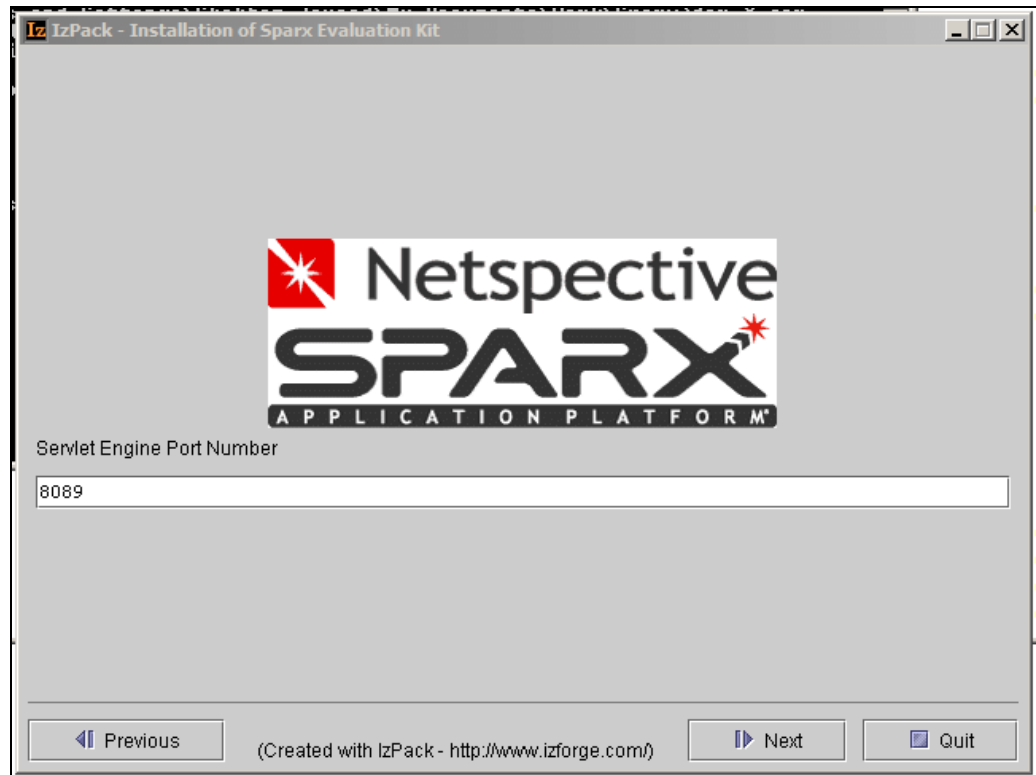 IzPack - Installation of Sparx Evaluation Kit
Netspective
SPARX
APPLICATION PLATFORM
Servlet Engine Port Number
8089
Previous
(Created with IzPack - http://www.izforge.com/)
Next
Quit